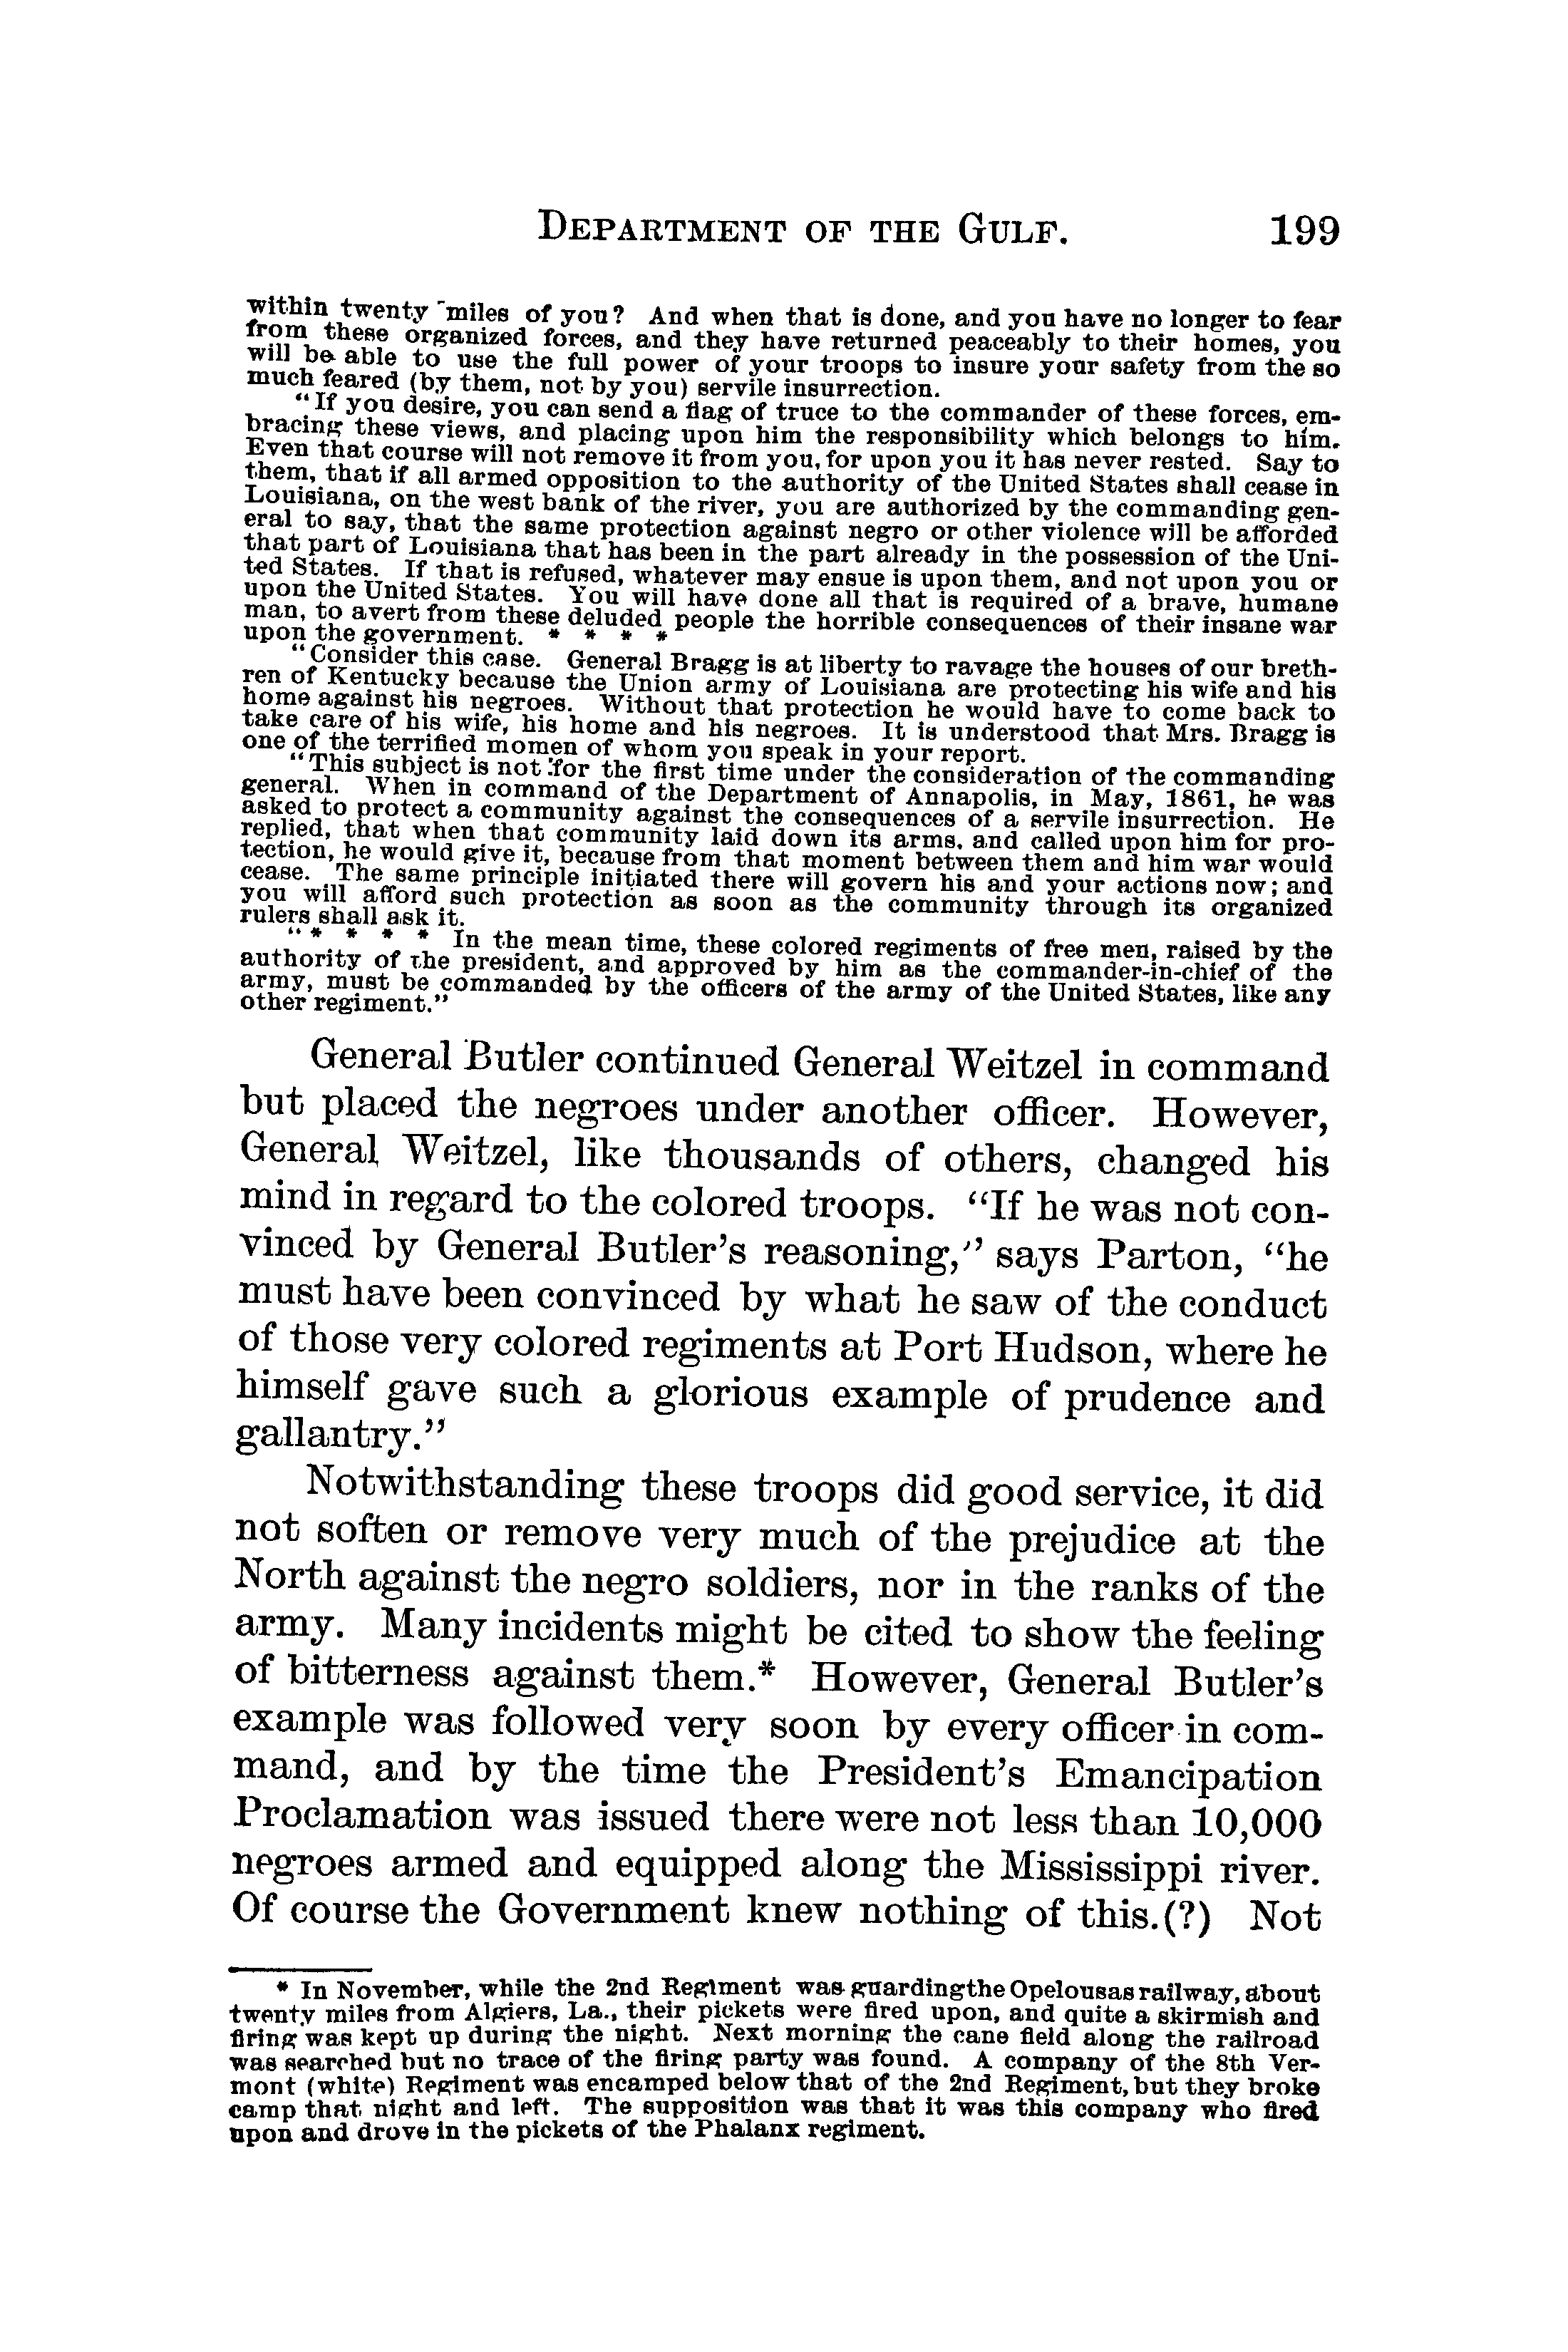 DEPARTMENT OF THE GULF. 199
within twenty miles of you? And when that is done, and you have no longer to fear
from these organized forces, and they have returned peaceably to their homes, you
will be able to use the full power of your troops to insure your safety from the so
much feared (by them, not by you) servile insurrection.
"If you desire, you can send a flag of truce to the commander of these forces, em-
bracing these views, and placing upon him the responsibility which belongs to him.
Even that course will not remove it from you, for upon you it has never rested. Say to
them, that if all armed opposition to the authority of the United States shall cease in
Louisiana, on the west bank of the river, you are authorized by the commanding gen-
eral to say, that the same protection against negro or other violence will be afforded
that part of Louisiana that has been in the part already in the possession of the Uni-
ted States. If that is refused, whatever may ensue is upon them, and not upon you or
upon the United States. You will have done all that is required of a brave, humane
man, to avert from these deluded people the horrible consequences of their insane war
upon the government. * * * *
"Consider this case. General Bragg is at liberty to ravage the houses of our breth-
ren of Kentucky because the Union army of Louisiana are protecting his wife and his
home against his negroes. Without that protection he would have to come back to
take care of his wife, his home and his negroes. It is understood that Mrs. Bragg is
one of the terrified momen of whom you speak in your report.
"This subject is not for the first time under the consideration of the commanding
general. When in command of the Department of Annapolis, in May, 1861, he was
asked to protect a community against the consequences of a servile insurrection. He
replied, that when that community laid down its arms, and called upon him for pro-
tection, he would give it, because from that moment between them and him war would
cease. The same principle initiated there will govern his and your actions now; and
you will afford such protection as soon as the community through its organized
rulers shall ask it.
"* * * * In the mean time, these colored regiments of free men, raised by the
authority of the president, and approved by him as the commander-in-chief of the
army, must be commanded by the officers of the army of the United States, like any
other regiment."
General Butler continued General Weitzel in command
but placed the negroes under another officer. However,
General Weitzel, like thousands of others, changed his
mind in regard to the colored troops. "If he was not con-
vinced by General Butler's reasoning," says Parton, "he
must have been convinced by what he saw of the conduct
of those very colored regiments at Port Hudson, where he
himself gave such a glorious example of prudence and
gallantry."
Notwithstanding these troops did good service, it did
not soften or remove very much of the prejudice at the
North against the negro soldiers, nor in the ranks of the
army. Many incidents might be cited to show the feeling
of bitterness against them.* However, General Butler's
example was followed very soon by every officer in com-
mand, and by the time the President's Emancipation
Proclamation was issued there were not less than 10,000
negroes armed and equipped along the Mississippi river.
Of course the Government knew nothing of this.(?) Not
* In November, while the 2nd Regiment was guardingthe Opelousas railway, about
twenty miles from Algiers, La., their pickets were fired upon, and quite a skirmish and
firing was kept up during the night. Next morning the cane field along the railroad
was searched but no trace of the firing party was found. A company of the 8th Ver-
mont (white) Regiment was encamped below that of the 2nd Regiment, but they broke
camp that night and left. The supposition was that it was this company who fired
upon and drove in the pickets of the Phalanx regiment.